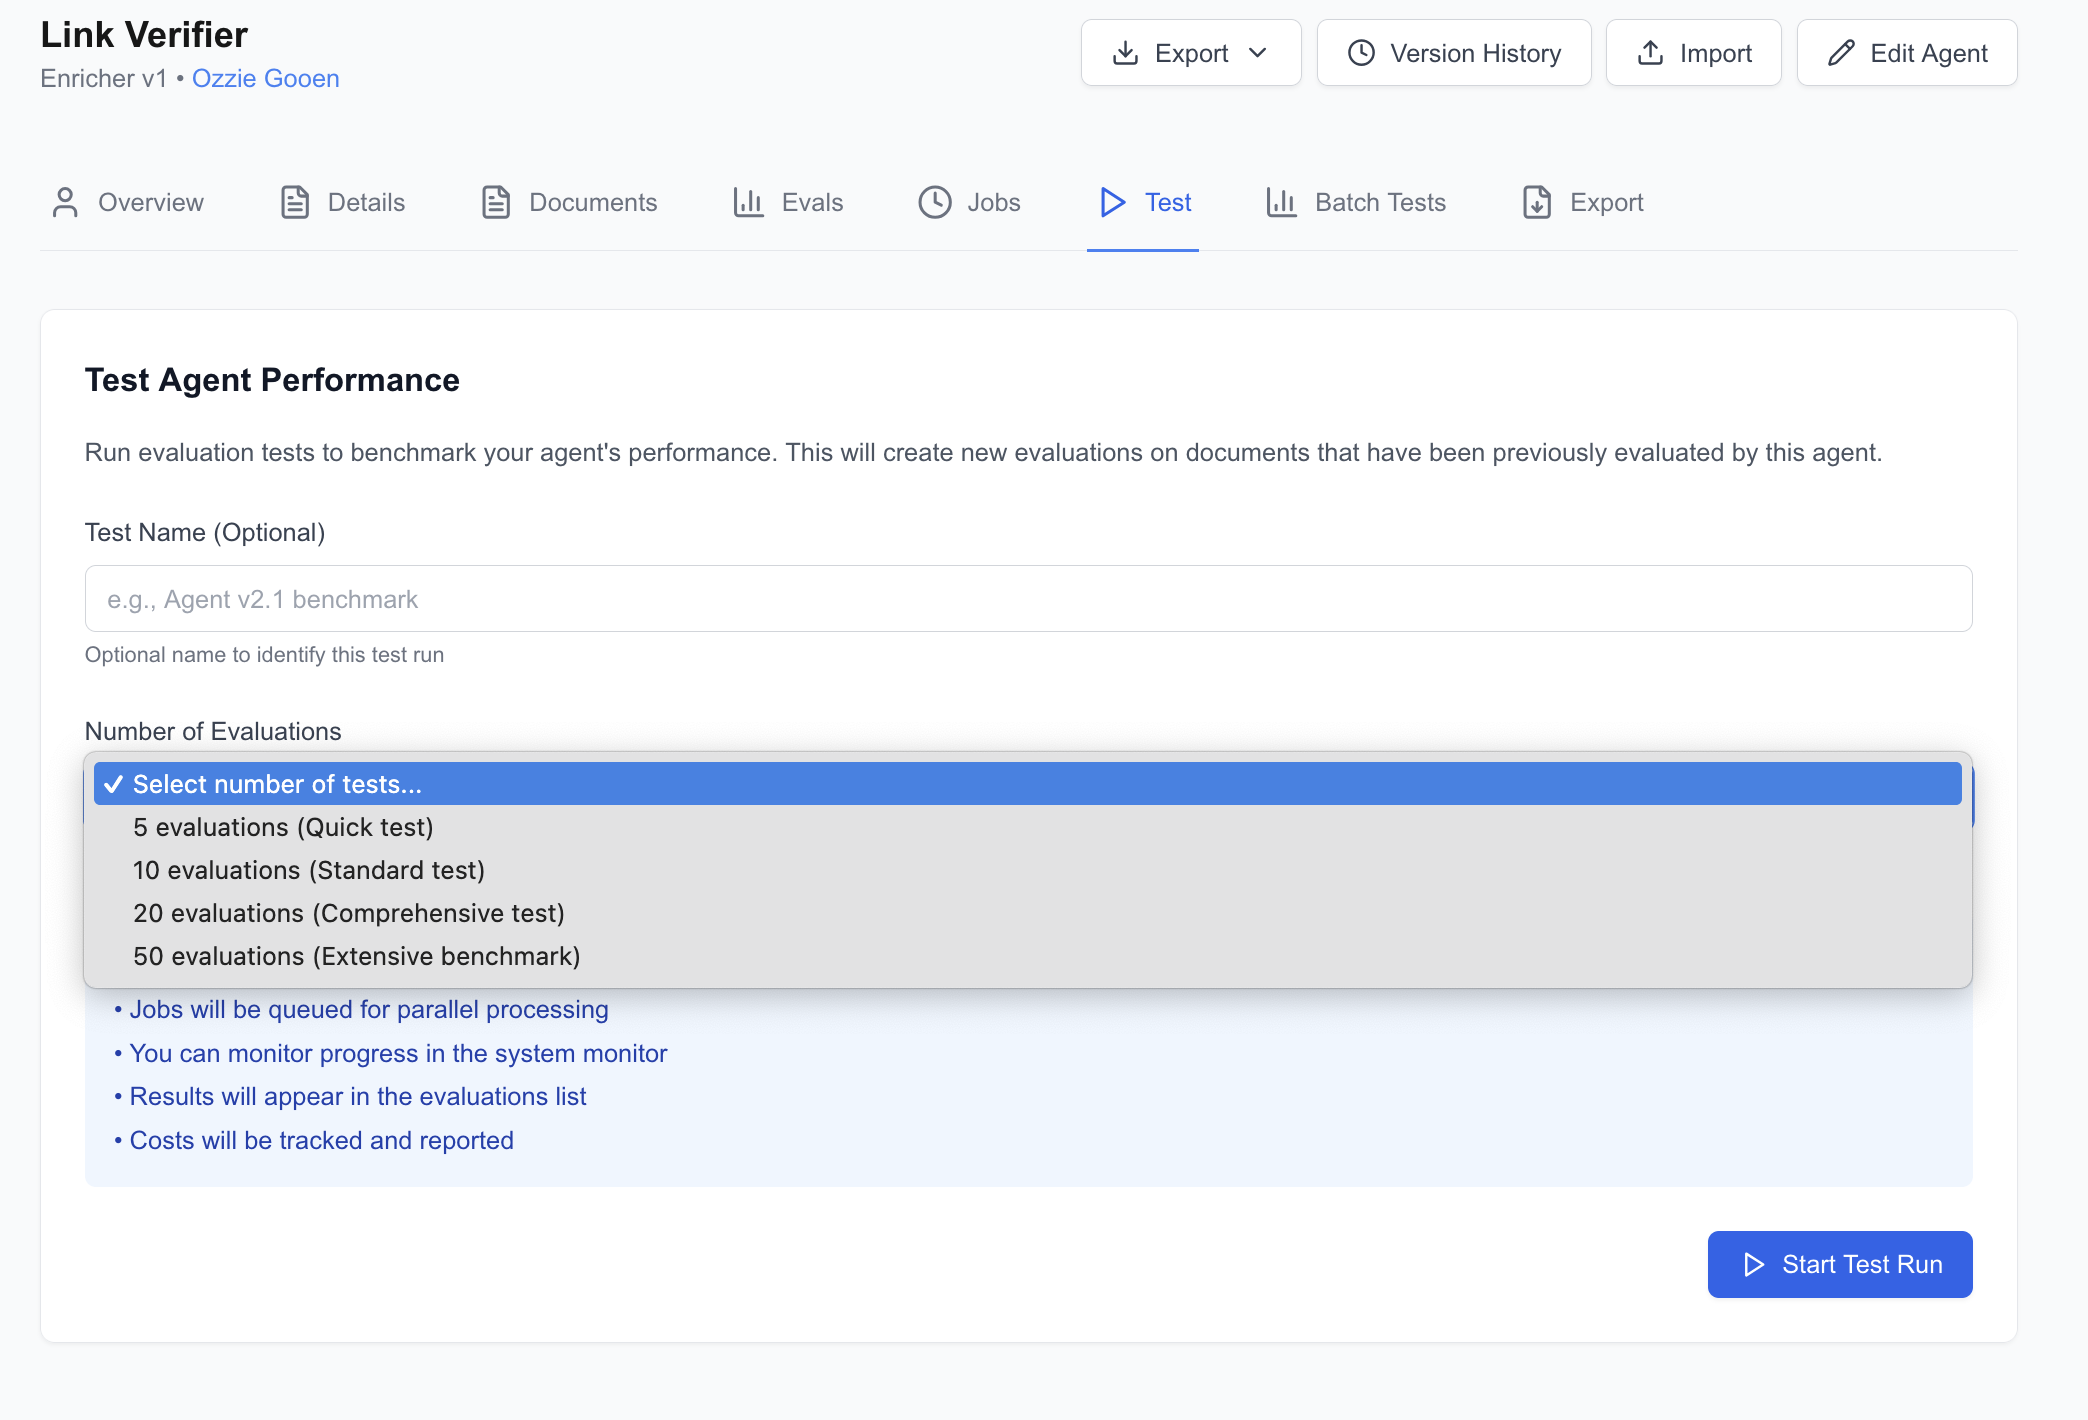 Link Verifier
Enricher v1 • Ozzie Gooen
Export
Version History
Import
Edit Agent
Overview
Details
Documents
Evals
Jobs
Test
Batch Tests
Export
Test Agent Performance
Run evaluation tests to benchmark your agent's performance. This will create new evaluations on documents that have been previously evaluated by this agent.
Test Name (Optional)
e.g., Agent v2.1 benchmark
Optional name to identify this test run
Number of Evaluations
✓ Select number of tests...
5 evaluations (Quick test)
10 evaluations (Standard test)
20 evaluations (Comprehensive test)
50 evaluations (Extensive benchmark)
• Jobs will be queued for parallel processing
• You can monitor progress in the system monitor
• Results will appear in the evaluations list
• Costs will be tracked and reported
Start Test Run